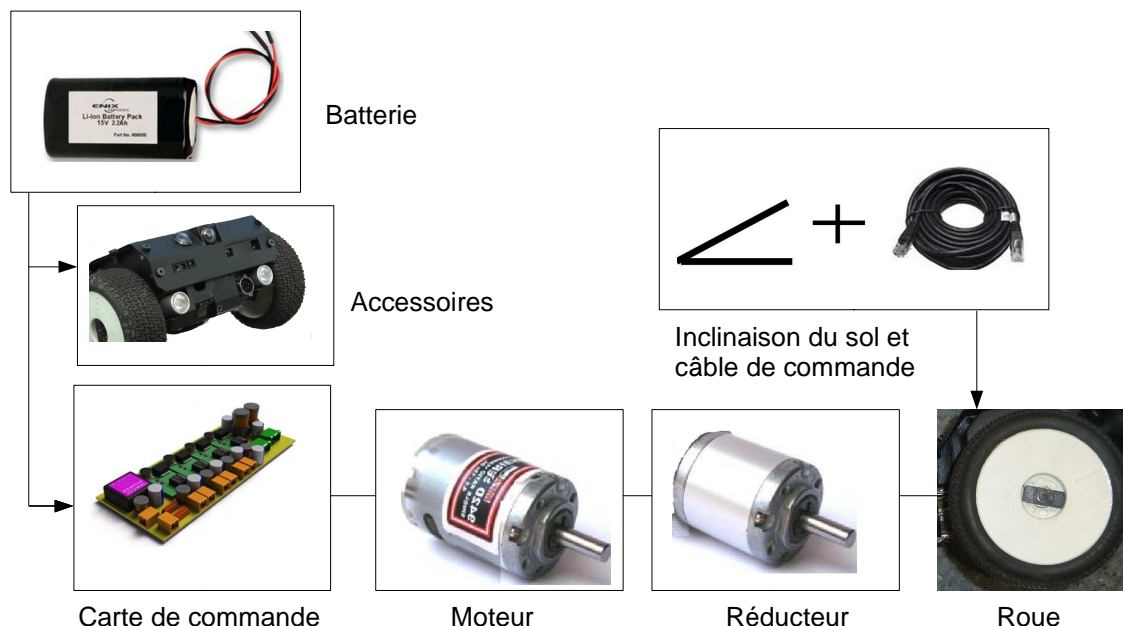 ENIX
Li-Ion Battery Pack
15V 2.2Ah
Batterie
Accessoires
Inclinaison du sol et
câble de commande
Carte de commande
Moteur
Réducteur
Roue